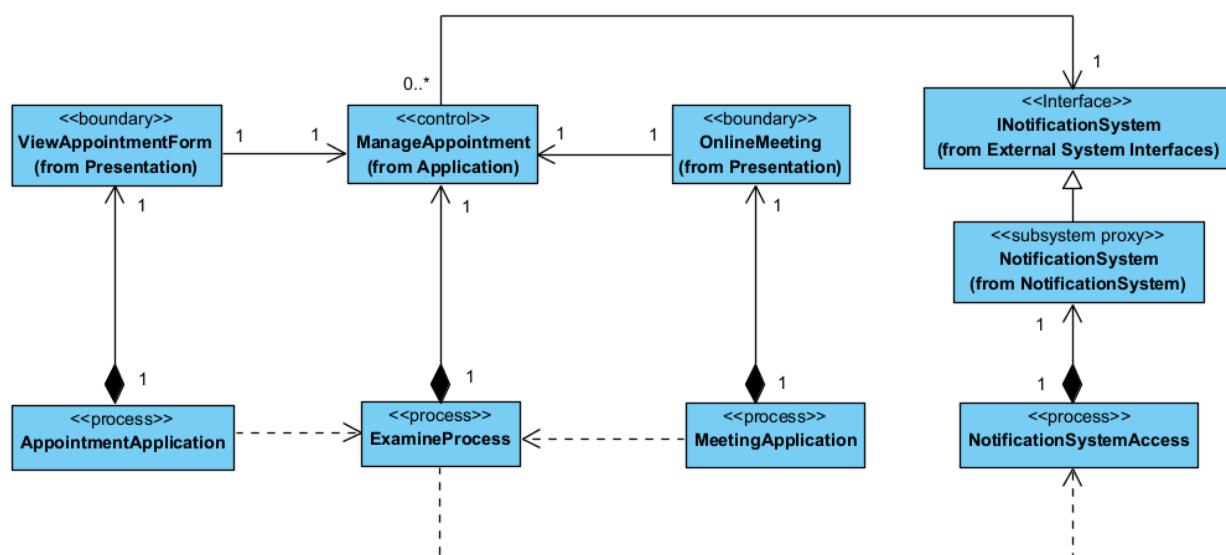 0..*
1
<<boundary>>
ViewAppointmentForm
(from Presentation)
1
1
<<control>>
ManageAppointment
(from Application)
1
1
<<boundary>>
OnlineMeeting
(from Presentation)
<<Interface>>
INotificationSystem
(from External System Interfaces)
1
1
1
<<subsystem proxy>>
NotificationSystem
(from NotificationSystem)
1
1
1
1
1
<<process>>
AppointmentApplication
<<process>>
ExamineProcess
<<process>>
MeetingApplication
<<process>>
NotificationSystemAccess